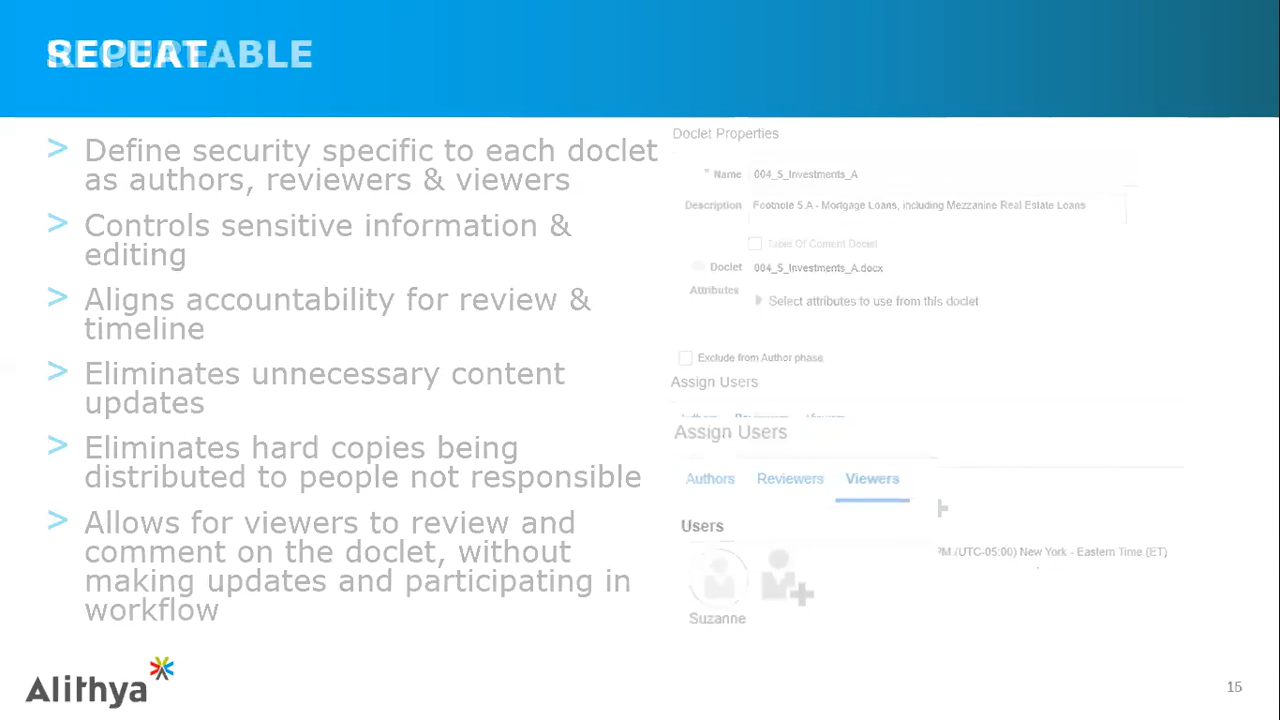 REPEATABLE
> Define security specific to each doclet
as authors, reviewers & viewers
> Controls sensitive information &
editing
> Aligns accountability for review &
timeline
> Eliminates unnecessary content
updates
> Eliminates hard copies being
distributed to people not responsible
> Allows for viewers to review and
comment on the doclet, without
making updates and participating in
workflow
Doclet Properties
* Name 004_5_Investments_A
Description Footnote 5.A - Mortgage Loans, including Mezzanine Real Estate Loans
Table Of Content Doclet
Doclet 004_5_Investments_A.docx
Attributes
Select attributes to use from this doclet
Exclude from Author phase
Assign Users
Authors Reviewers Viewers
Assign Users
Authors Reviewers Viewers
Users
PM (UTC-05:00) New York - Eastern Time (ET)
Suzanne
Alithya
15